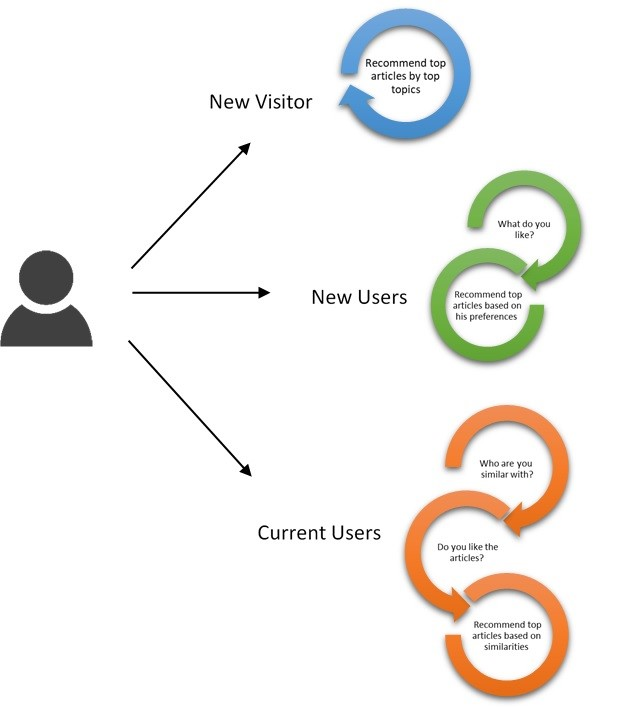 Recommend top
articles by top
topics
New Visitor
What do you
like?
New Users
Recommend top
articles based on
his preferences
Who are you
similar with?
Current Users
Do you like the
articles?
Recommend top
articles based on
similarities